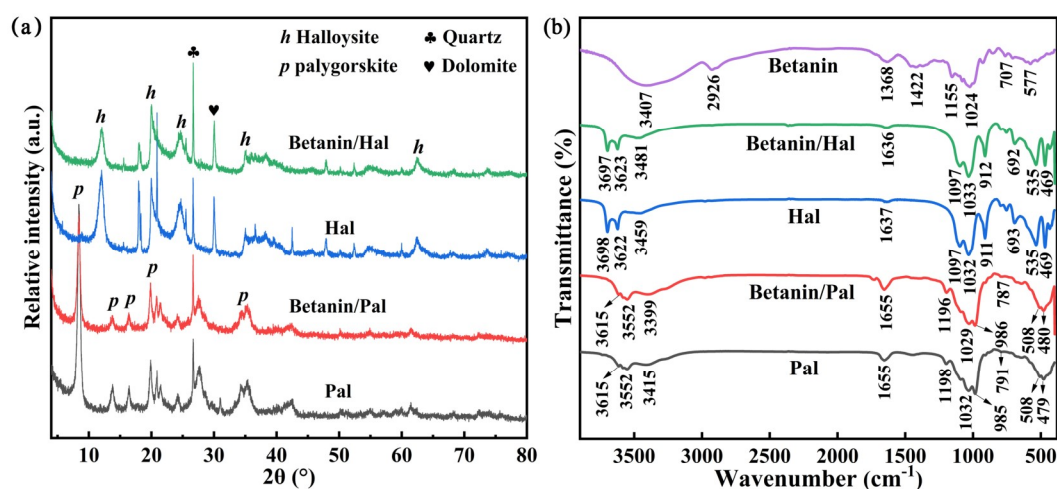 (a)
h Halloysite ♣ Quartz
p palygorskite ♥ Dolomite
♣
h
h
h
♥
h
h
Betanin/Hal
Hal
p
p
p
p
p
Betanin/Pal
Pal
Relative intensity (a.u.)
10 20 30 40 50 60 70 80
2θ (°)
(b)
Betanin
3407 2926 1368 1422 1155 1024 707 577
Betanin/Hal
3697 3623 3481 1636 1097 1033 912 692 535 469
Hal
3698 3622 3459 1637 1097 1032 911 693 535 469
Betanin/Pal
3615 3552 3399 1655 1196 1029 986 787 508 480
Pal
3615 3552 3415 1655 1198 1032 985 791 508 479
Transmittance (%)
3500 3000 2500 2000 1500 1000 500
Wavenumber (cm⁻¹)